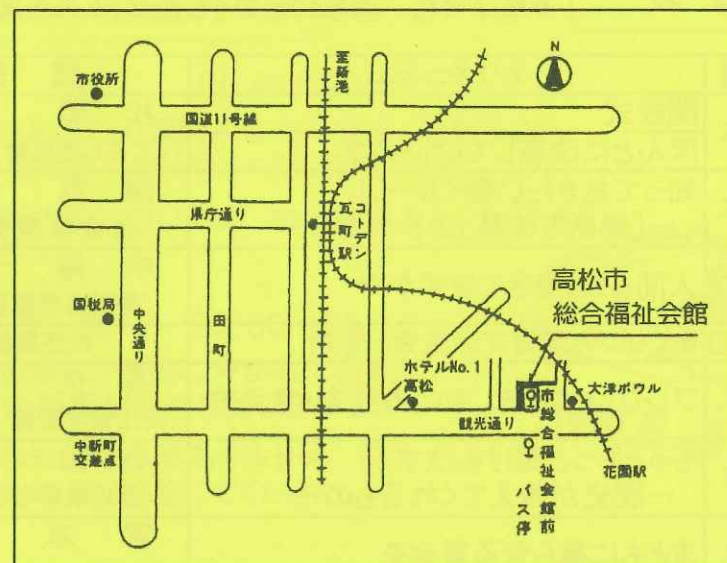 N
市役所
至築池
国道11号線
県庁通り
コトデン
瓦町駅
国税局
中央通り
田町
高松市
総合福祉会館
ホテルNo.1
高松
大洋ボウル
観光通り
市総合福祉会館前
バス停
中新町
交差点
花園駅